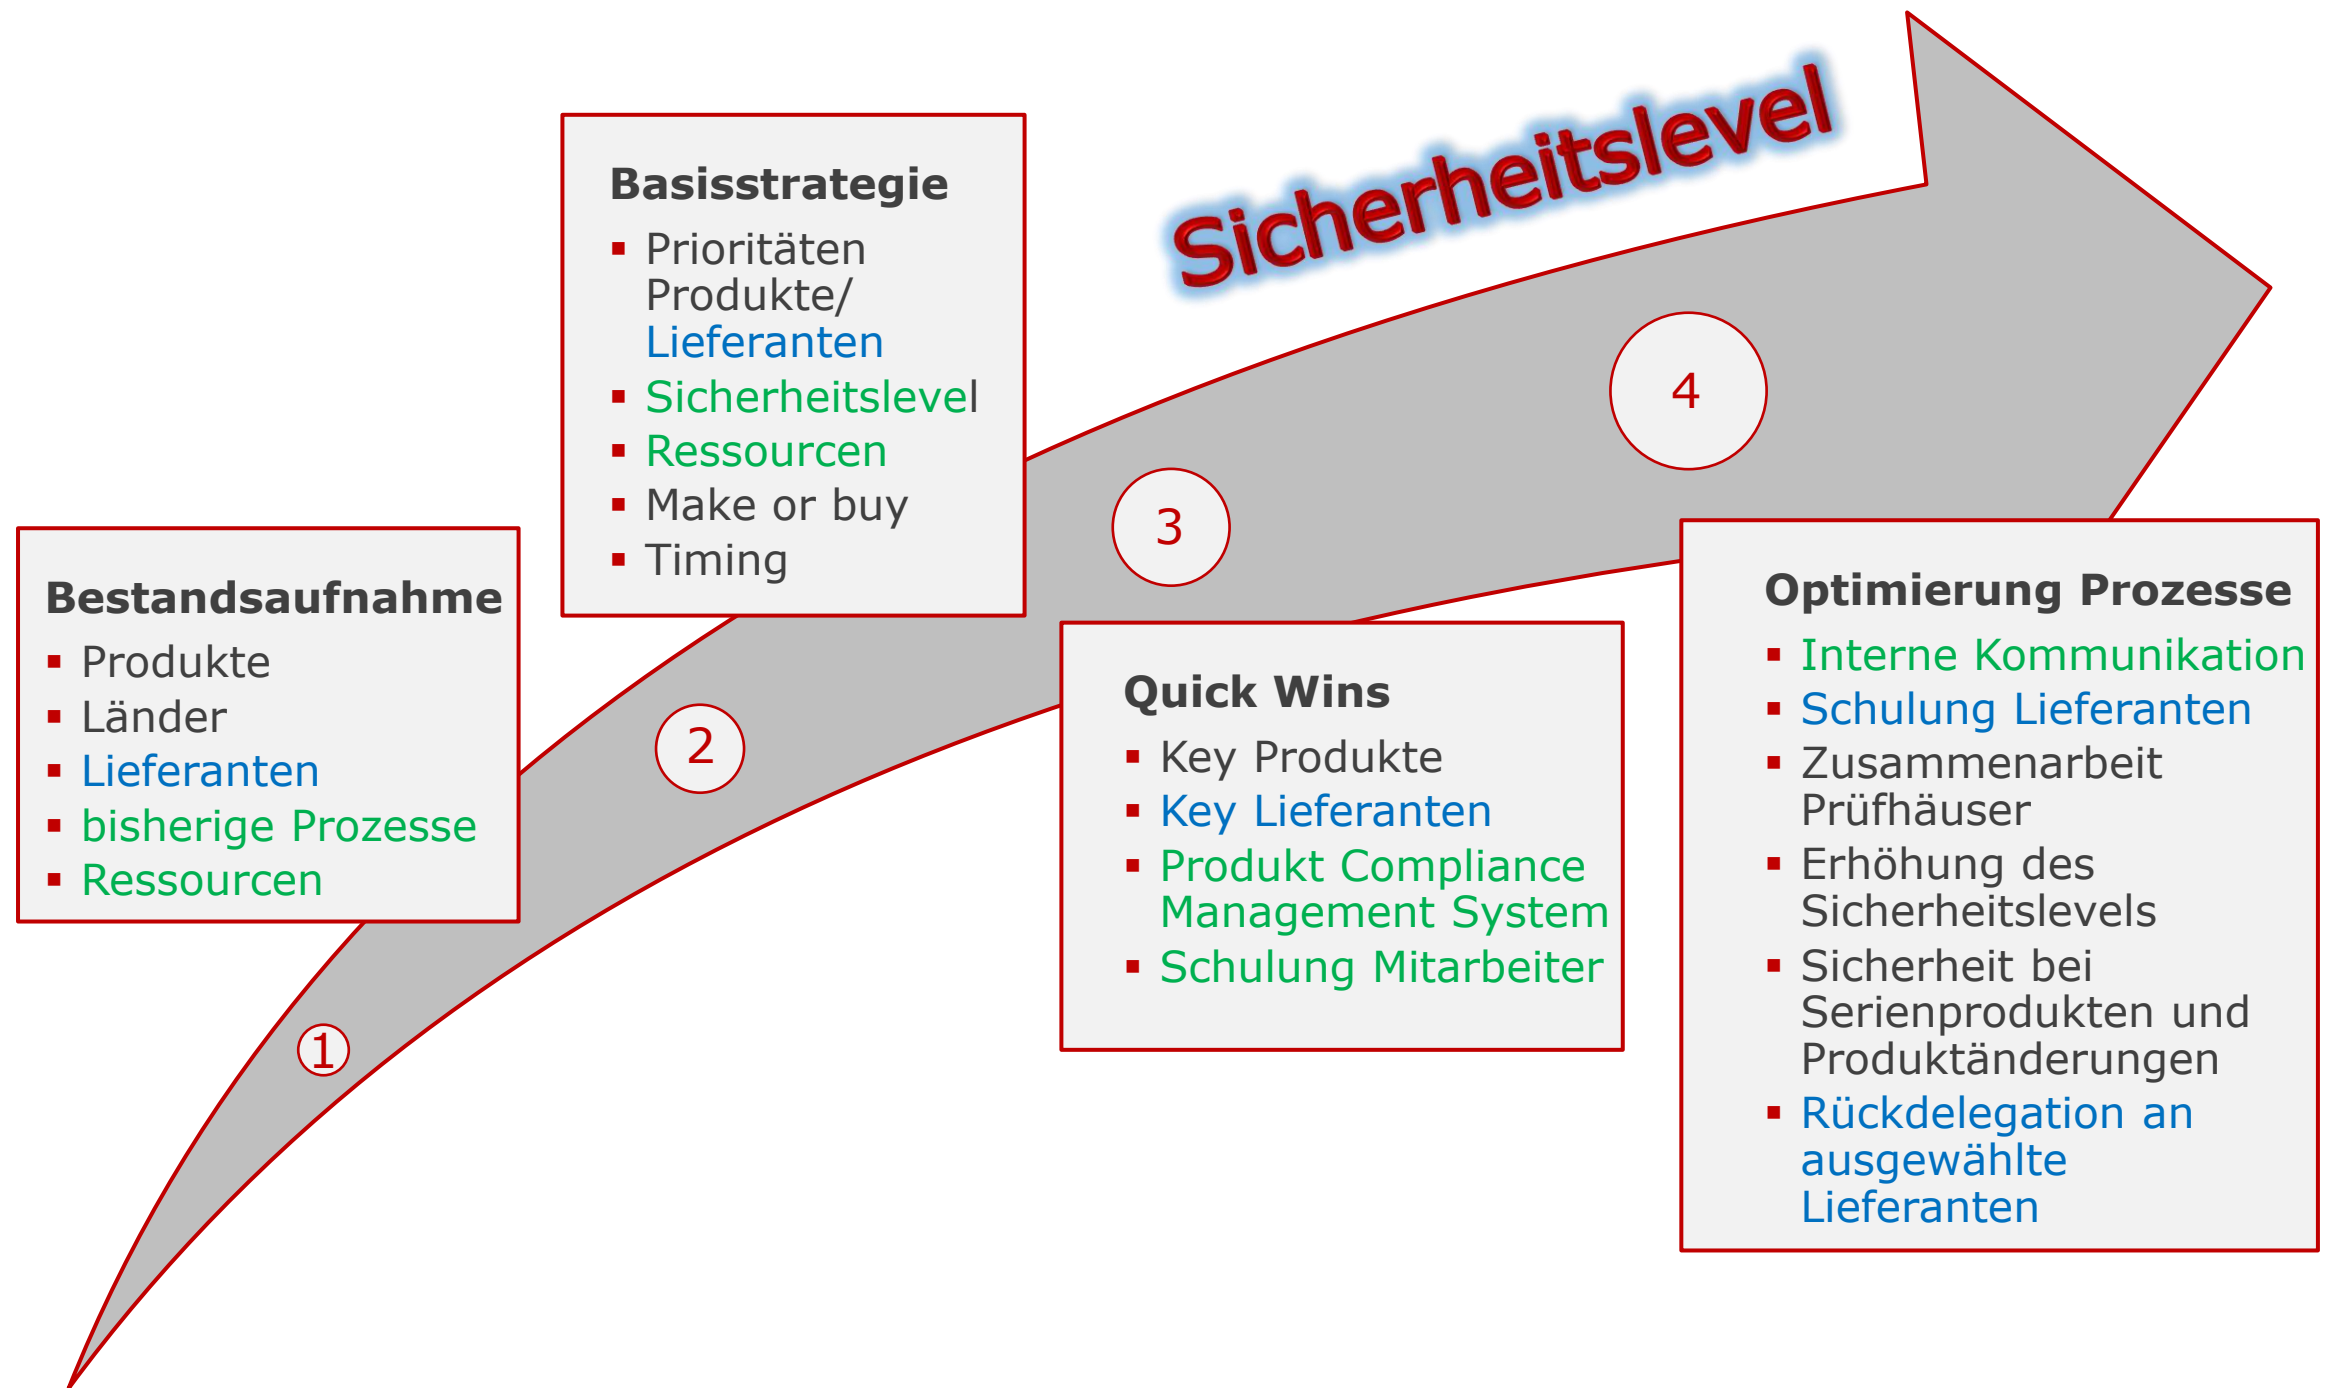 Sicherheitslevel
Bestandsaufnahme
▪ Produkte
▪ Länder
▪ Lieferanten
▪ bisherige Prozesse
▪ Ressourcen
1
Basisstrategie
▪ Prioritäten
Produkte/
Lieferanten
▪ Sicherheitslevel
▪ Ressourcen
▪ Make or buy
▪ Timing
2
3
Quick Wins
▪ Key Produkte
▪ Key Lieferanten
▪ Produkt Compliance
Management System
▪ Schulung Mitarbeiter
4
Optimierung Prozesse
▪ Interne Kommunikation
▪ Schulung Lieferanten
▪ Zusammenarbeit
Prüfhäuser
▪ Erhöhung des
Sicherheitslevels
▪ Sicherheit bei
Serienprodukten und
Produktänderungen
▪ Rückdelegation an
ausgewählte
Lieferanten